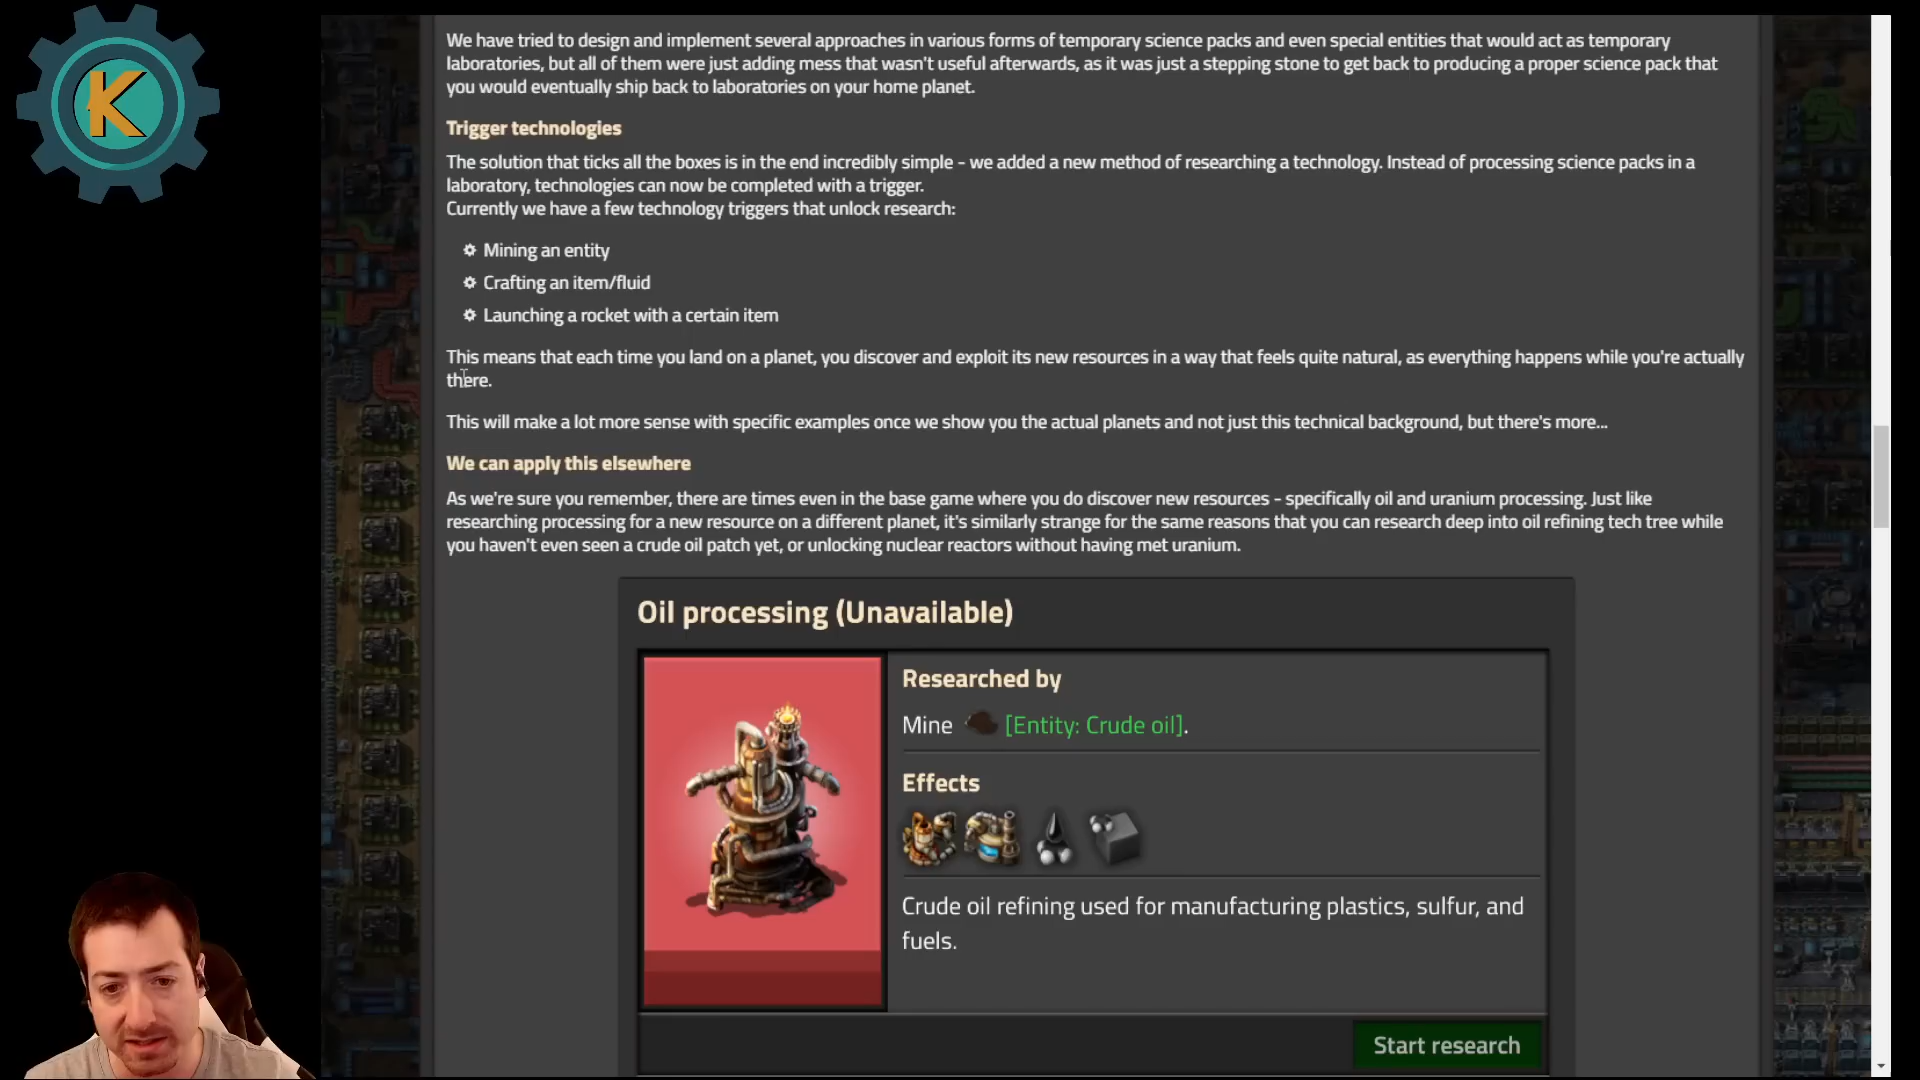 K
We have tried to design and implement several approaches in various forms of temporary science packs and even special entities that would act as temporary
laboratories, but all of them were just adding mess that wasn't useful afterwards, as it was just a stepping stone to get back to producing a proper science pack that
you would eventually ship back to laboratories on your home planet.
Trigger technologies
The solution that ticks all the boxes is in the end incredibly simple - we added a new method of researching a technology. Instead of processing science packs in a
laboratory, technologies can now be completed with a trigger.
Currently we have a few technology triggers that unlock research:
Mining an entity
Crafting an item/fluid
Launching a rocket with a certain item
This means that each time you land on a planet, you discover and exploit its new resources in a way that feels quite natural, as everything happens while you're actually
there.
This will make a lot more sense with specific examples once we show you the actual planets and not just this technical background, but there's more...
We can apply this elsewhere
As we're sure you remember, there are times even in the base game where you do discover new resources - specifically oil and uranium processing. Just like
researching processing for a new resource on a different planet, it's similarly strange for the same reasons that you can research deep into oil refining tech tree while
you haven't even seen a crude oil patch yet, or unlocking nuclear reactors without having met uranium.
Oil processing (Unavailable)
Researched by
Mine [Entity: Crude oil].
Effects
Crude oil refining used for manufacturing plastics, sulfur, and
fuels.
Start research